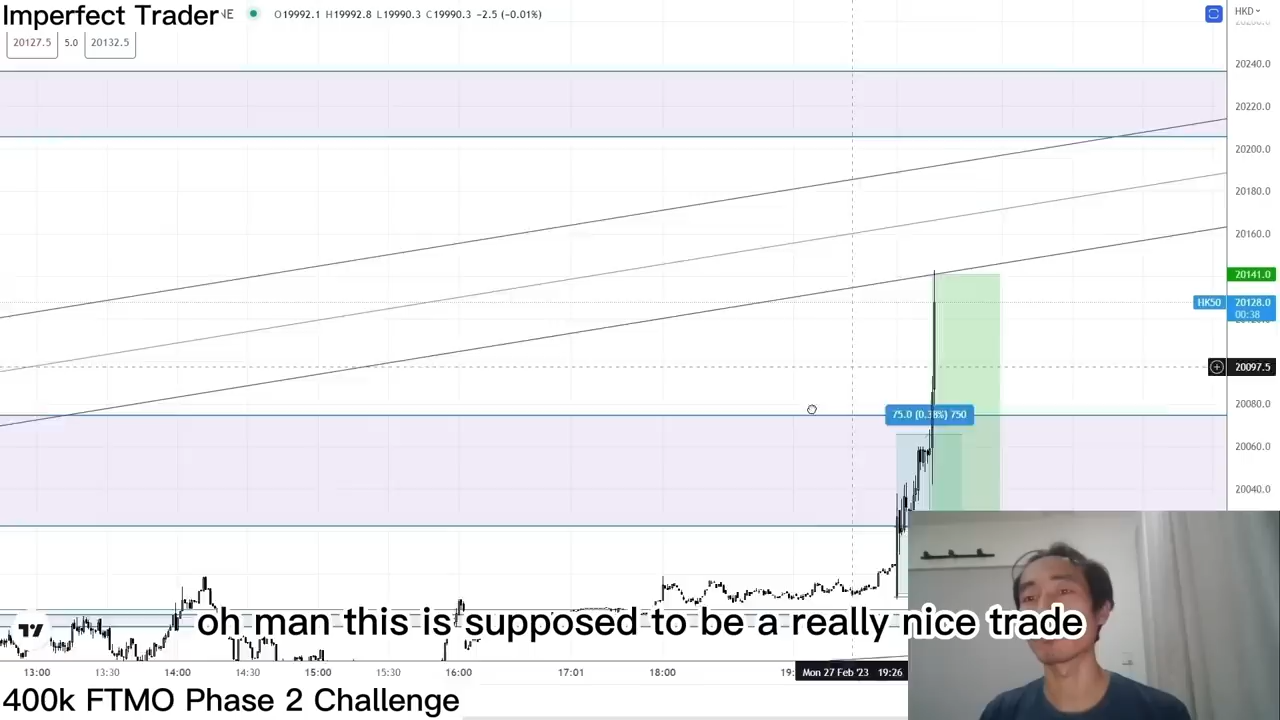 Imperfect Trader NE O19992.1 H19992.8 L19990.3 C19990.3 -2.5 (-0.01%)
HKD
20127.5 5.0 20132.5
20240.0
20220.0
20200.0
20180.0
20160.0
20141.0
HK50 20128.0
00:38
20097.5
20080.0
75.0 (0.38%) 750
20060.0
20040.0
oh man this is supposed to be a really nice trade
13:00 13:30 14:00 14:30 15:00 15:30 16:00 17:01 18:00 19: Mon 27 Feb '23 19:26
400k FTMO Phase 2 Challenge